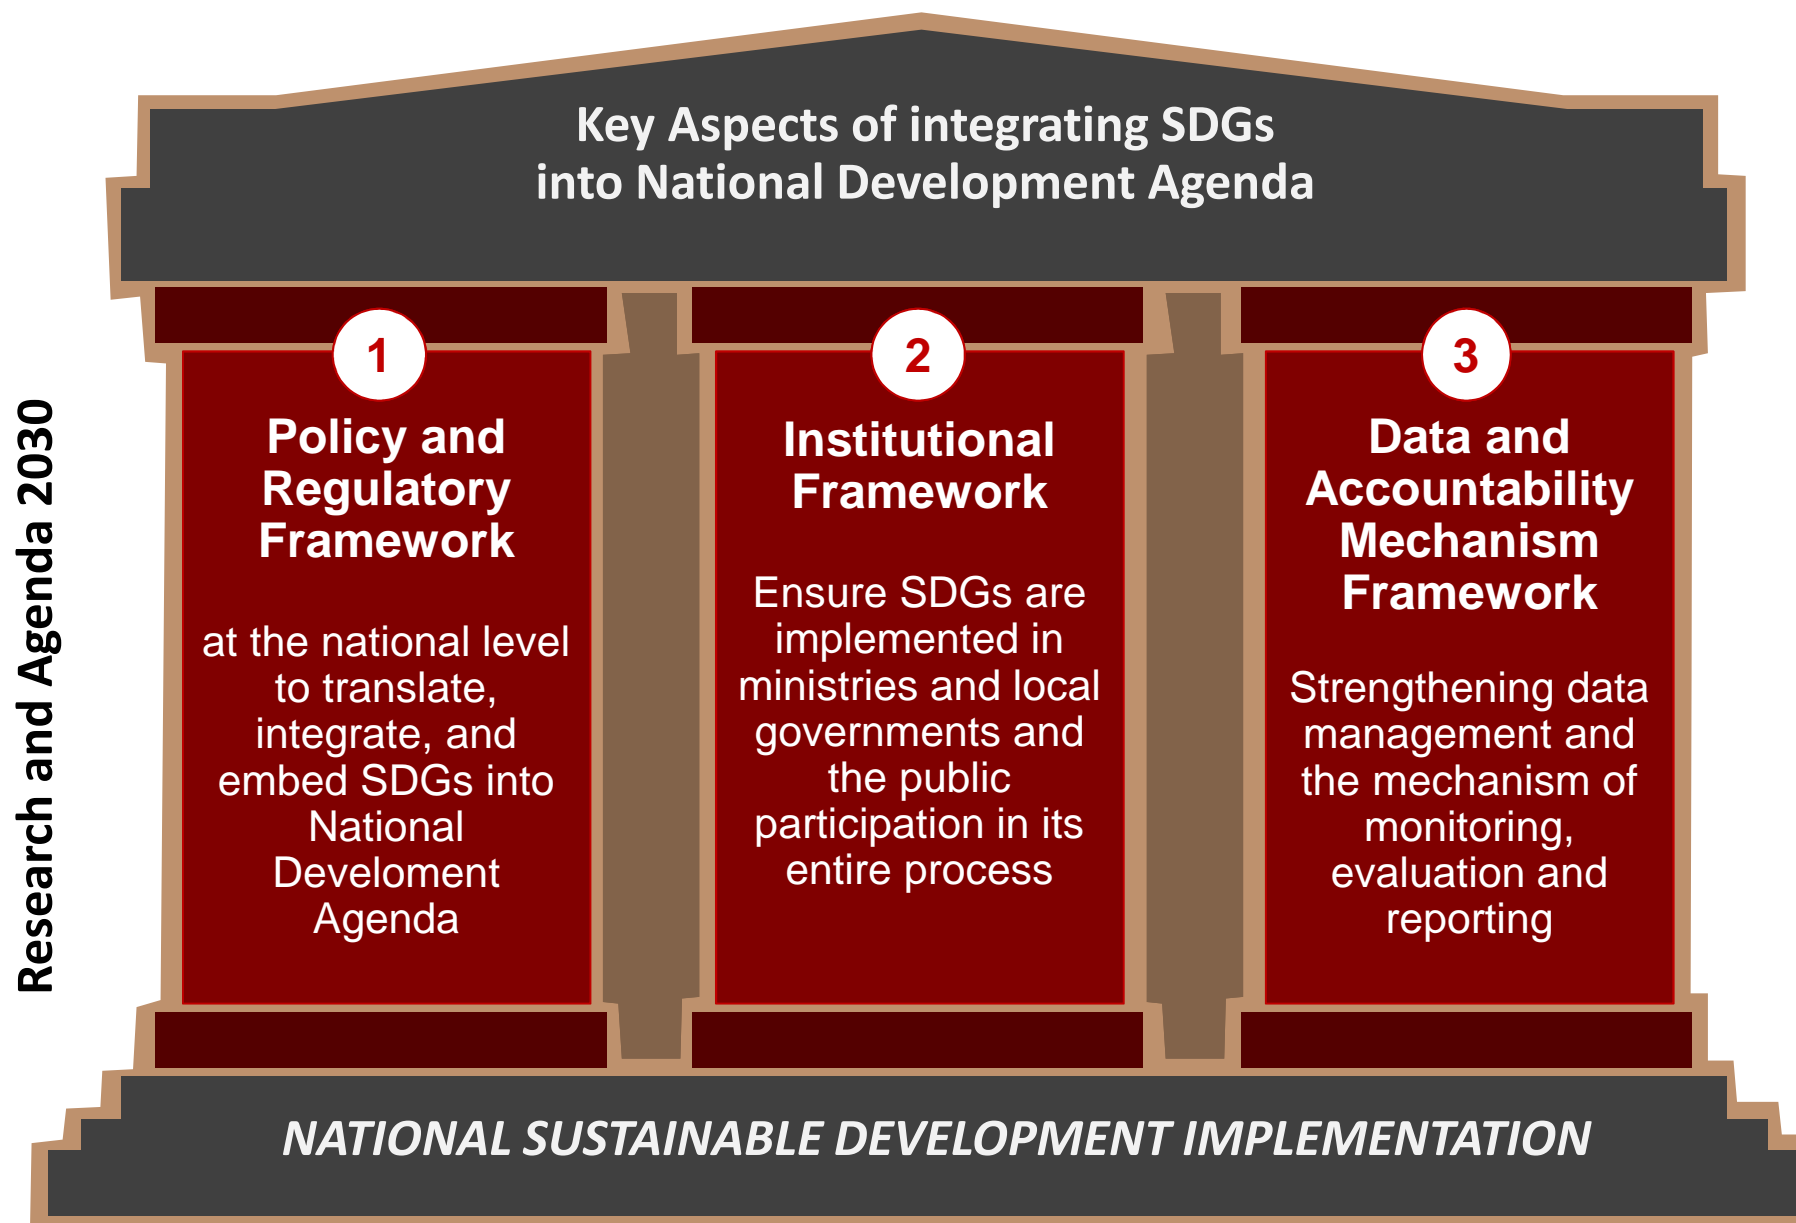 Key Aspects of integrating SDGs
into National Development Agenda
Research and Agenda 2030
1
Policy and
Regulatory
Framework
at the national level
to translate,
integrate, and
embed SDGs into
National
Develoment
Agenda
2
Institutional
Framework
Ensure SDGs are
implemented in
ministries and local
governments and
the public
participation in its
entire process
3
Data and
Accountability
Mechanism
Framework
Strengthening data
management and
the mechanism of
monitoring,
evaluation and
reporting
NATIONAL SUSTAINABLE DEVELOPMENT IMPLEMENTATION